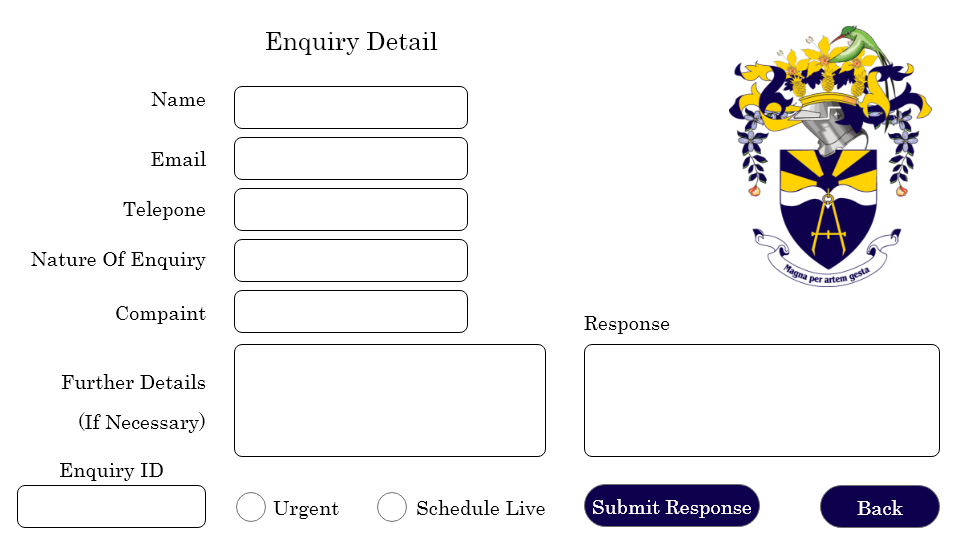 Enquiry Detail
Name
Email
Telepone
Nature Of Enquiry
Compaint
Further Details
(If Necessary)
Enquiry ID
Urgent
Schedule Live
Magna per artem gesta
Response
Submit Response
Back